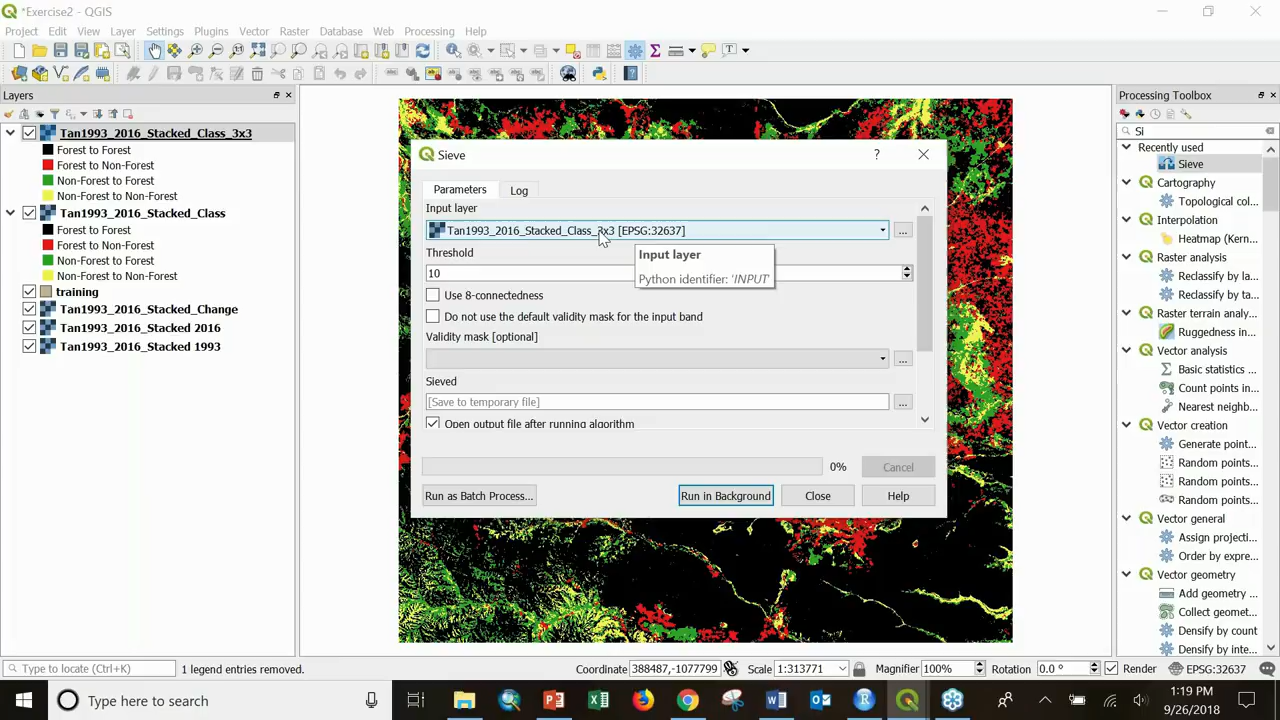 *Exercise2 - QGIS
Project Edit View Layer Settings Plugins Vector Raster Database Web Processing Help
Layers
Tan1993_2016_Stacked_Class_3x3
Forest to Forest
Forest to Non-Forest
Non-Forest to Forest
Non-Forest to Non-Forest
Tan1993_2016_Stacked_Class
Forest to Forest
Forest to Non-Forest
Non-Forest to Forest
Non-Forest to Non-Forest
training
Tan1993_2016_Stacked_Change
Tan1993_2016_Stacked 2016
Tan1993_2016_Stacked 1993
Sieve
?
Parameters
Log
Input layer
Tan1993_2016_Stacked_Class_3x3 [EPSG:32637]
...
Input layer
Python identifier: 'INPUT'
Threshold
10
Use 8-connectedness
Do not use the default validity mask for the input band
Validity mask [optional]
...
Sieved
[Save to temporary file]
...
Open output file after running algorithm
0%
Cancel
Run as Batch Process...
Run in Background
Close
Help
Processing Toolbox
Si
Recently used
Sieve
Cartography
Topological col...
Interpolation
Heatmap (Kern...
Raster analysis
Reclassify by la...
Reclassify by ta...
Raster terrain analy...
Ruggedness in...
Vector analysis
Basic statistics ...
Count points in...
Nearest neighb...
Vector creation
Generate point...
Random points...
Random points...
Random points...
Vector general
Assign projecti...
Order by expre...
Vector geometry
Add geometry ...
Collect geomet...
Densify by count
Densify by inte...
Type to locate (Ctrl+K)
1 legend entries removed.
Coordinate 388487,-1077799
Scale 1:313771
Magnifier 100%
Rotation 0.0 °
Render
EPSG:32637
Type here to search
1:19 PM
9/26/2018